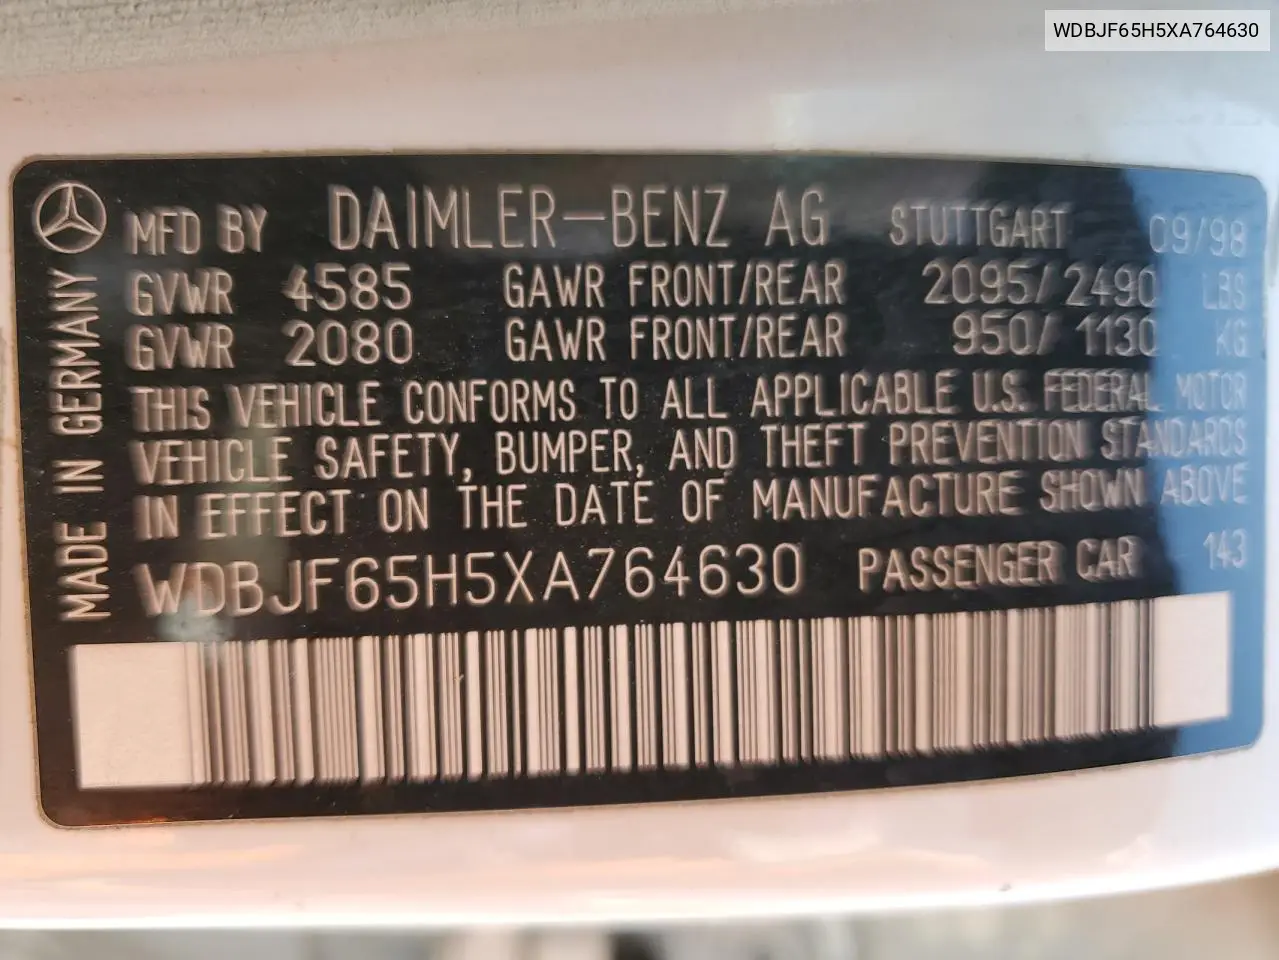 WDBJF65H5XA764630
MFD BY DAIMLER-BENZ AG STUTTGART 09/98
GVWR 4585 GAWR FRONT/REAR 2095/2490 LBS
GVWR 2080 GAWR FRONT/REAR 950/1130 KG
THIS VEHICLE CONFORMS TO ALL APPLICABLE U.S. FEDERAL MOTOR
VEHICLE SAFETY, BUMPER, AND THEFT PREVENTION STANDARDS
IN EFFECT ON THE DATE OF MANUFACTURE SHOWN ABOVE
WDBJF65H5XA764630 PASSENGER CAR 143
MADE IN GERMANY